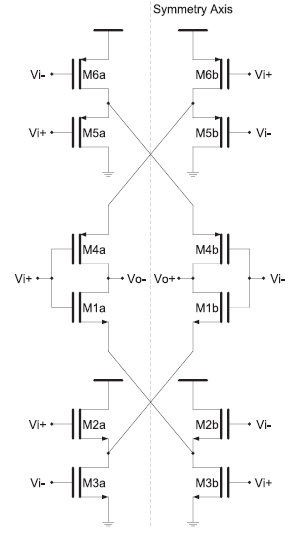 Symmetry Axis
Vi- M6a M6b Vi+
Vi+ M5a M5b Vi-
M4a M4b
Vi+ Vo- Vo+ Vi-
M1a M1b
Vi+ M2a M2b Vi-
Vi- M3a M3b Vi+